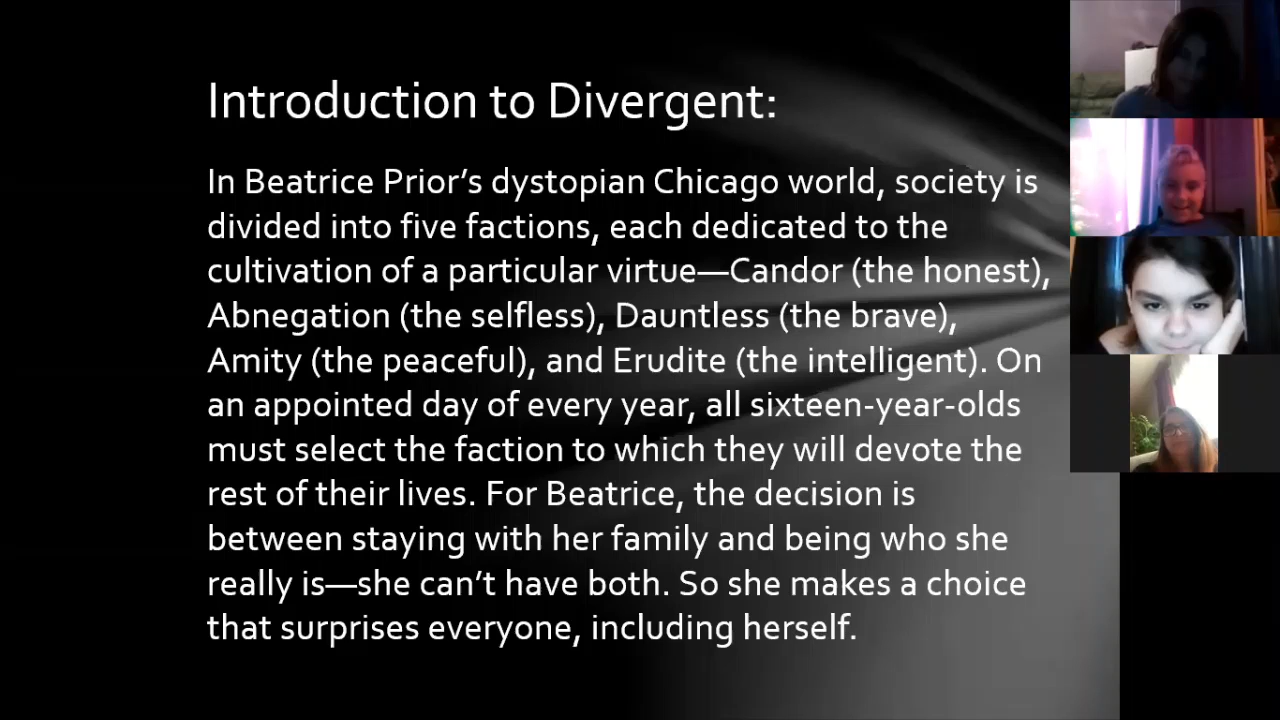 Introduction to Divergent:
In Beatrice Prior’s dystopian Chicago world, society is
divided into five factions, each dedicated to the
cultivation of a particular virtue—Candor (the honest),
Abnegation (the selfless), Dauntless (the brave),
Amity (the peaceful), and Erudite (the intelligent). On
an appointed day of every year, all sixteen-year-olds
must select the faction to which they will devote the
rest of their lives. For Beatrice, the decision is
between staying with her family and being who she
really is—she can’t have both. So she makes a choice
that surprises everyone, including herself.